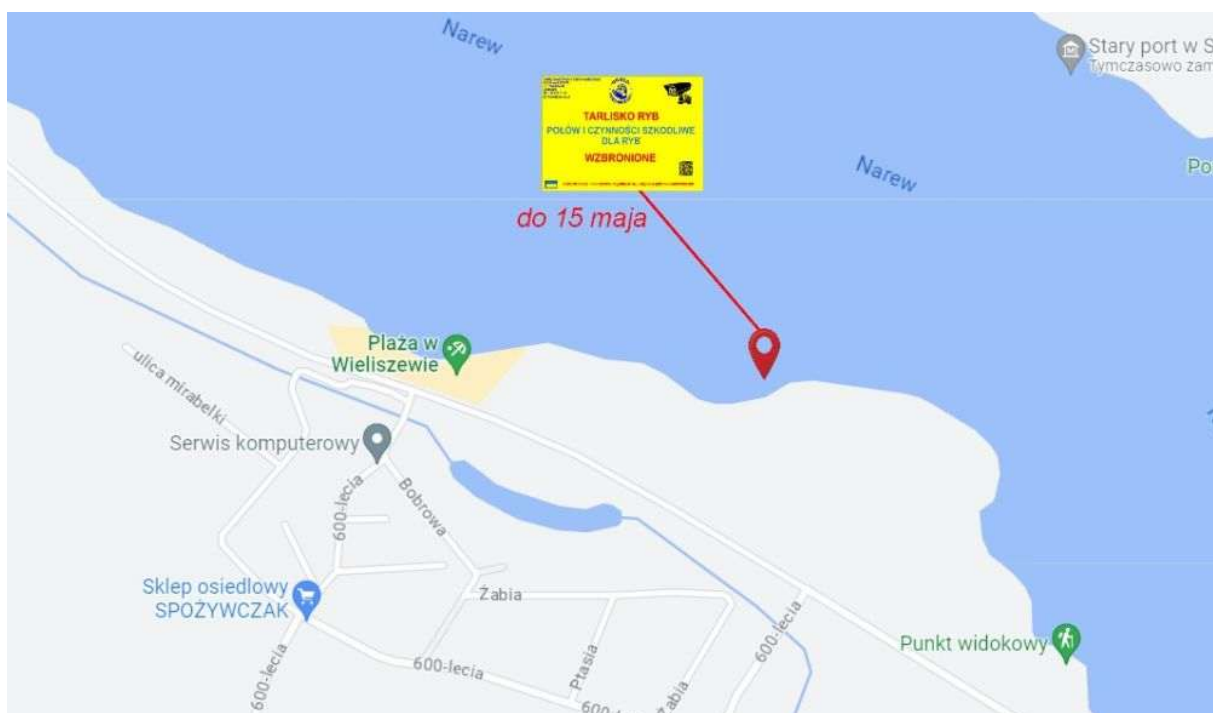 Narew
Stary port w S
Tymczasowo zam
TARLISKO RYB
POŁÓW I CZYNNOŚCI SZKODLIWE
DLA RYB
WZBRONIONE
Narew
Po
do 15 maja
Plaża w
Wieliszewie
ulica mirabelki
Serwis komputerowy
600-lecia
Bobrowa
Sklep osiedlowy
SPOŻYWCZAK
Żabia
600-lecia
Punkt widokowy
600-lecia
600-lecia
Ptasia
Żabia
600-